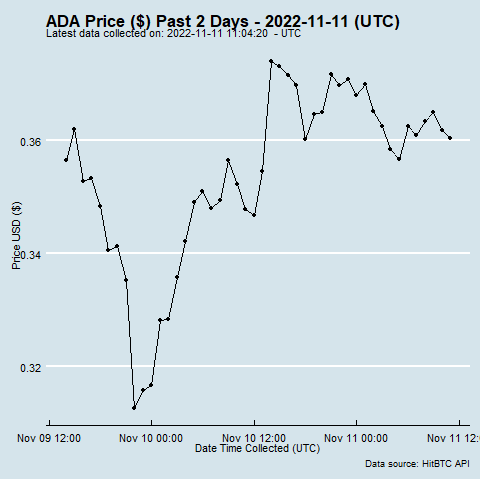 ADA Price ($) Past 2 Days - 2022-11-11 (UTC)
Latest data collected on: 2022-11-11 11:04:20 - UTC
Price USD ($)
0.36
0.34
0.32
Nov 09 12:00 Nov 10 00:00 Nov 10 12:00 Nov 11 00:00 Nov 11 12:0
Date Time Collected (UTC)
Data source: HitBTC API